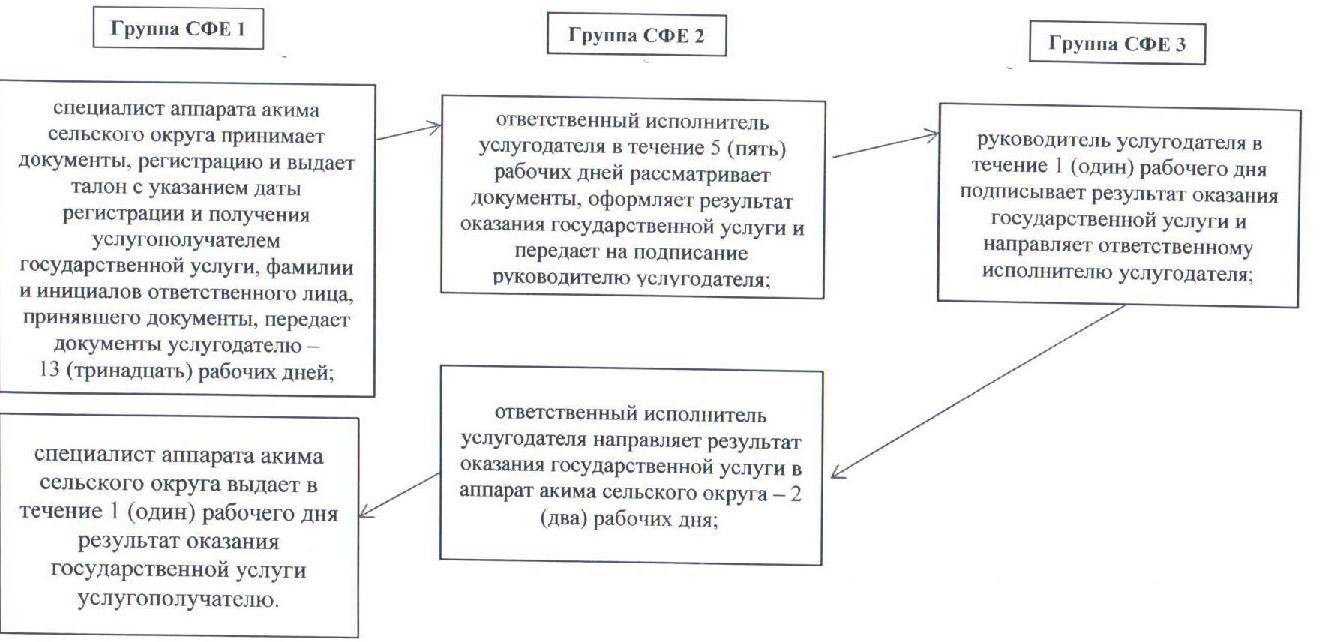 Группа СФЕ 1
Группа СФЕ 2
Группа СФЕ 3
специалист аппарата акима
сельского округа принимает
документы, регистрацию и выдает
талон с указанием даты
регистрации и получения
услугополучателем
государственной услуги, фамилии
и инициалов ответственного лица,
принявшего документы, передает
документы услугодателю –
13 (тринадцать) рабочих дней;
ответственный исполнитель
услугодателя в течение 5 (пять)
рабочих дней рассматривает
документы, оформляет результат
оказания государственной услуги и
передает на подписание
руководителю услугодателя;
руководитель услугодателя в
течение 1 (один) рабочего дня
подписывает результат оказания
государственной услуги и
направляет ответственному
исполнителю услугодателя;
ответственный исполнитель
услугодателя направляет результат
оказания государственной услуги в
аппарат акима сельского округа – 2
(два) рабочих дня;
специалист аппарата акима
сельского округа выдает в
течение 1 (один) рабочего дня
результат оказания
государственной услуги
услугополучателю.